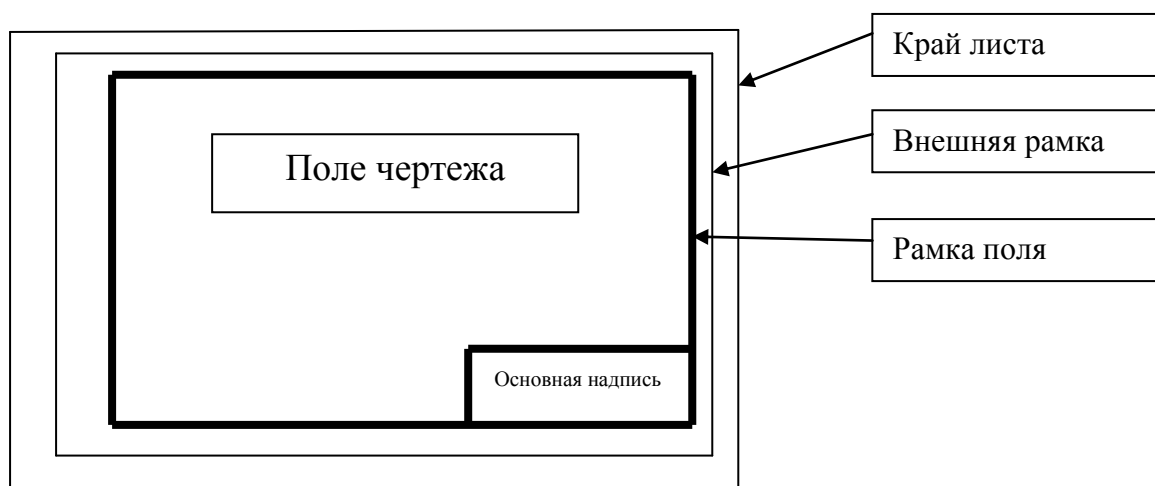 Край листа
Внешняя рамка
Поле чертежа
Рамка поля
Основная надпись